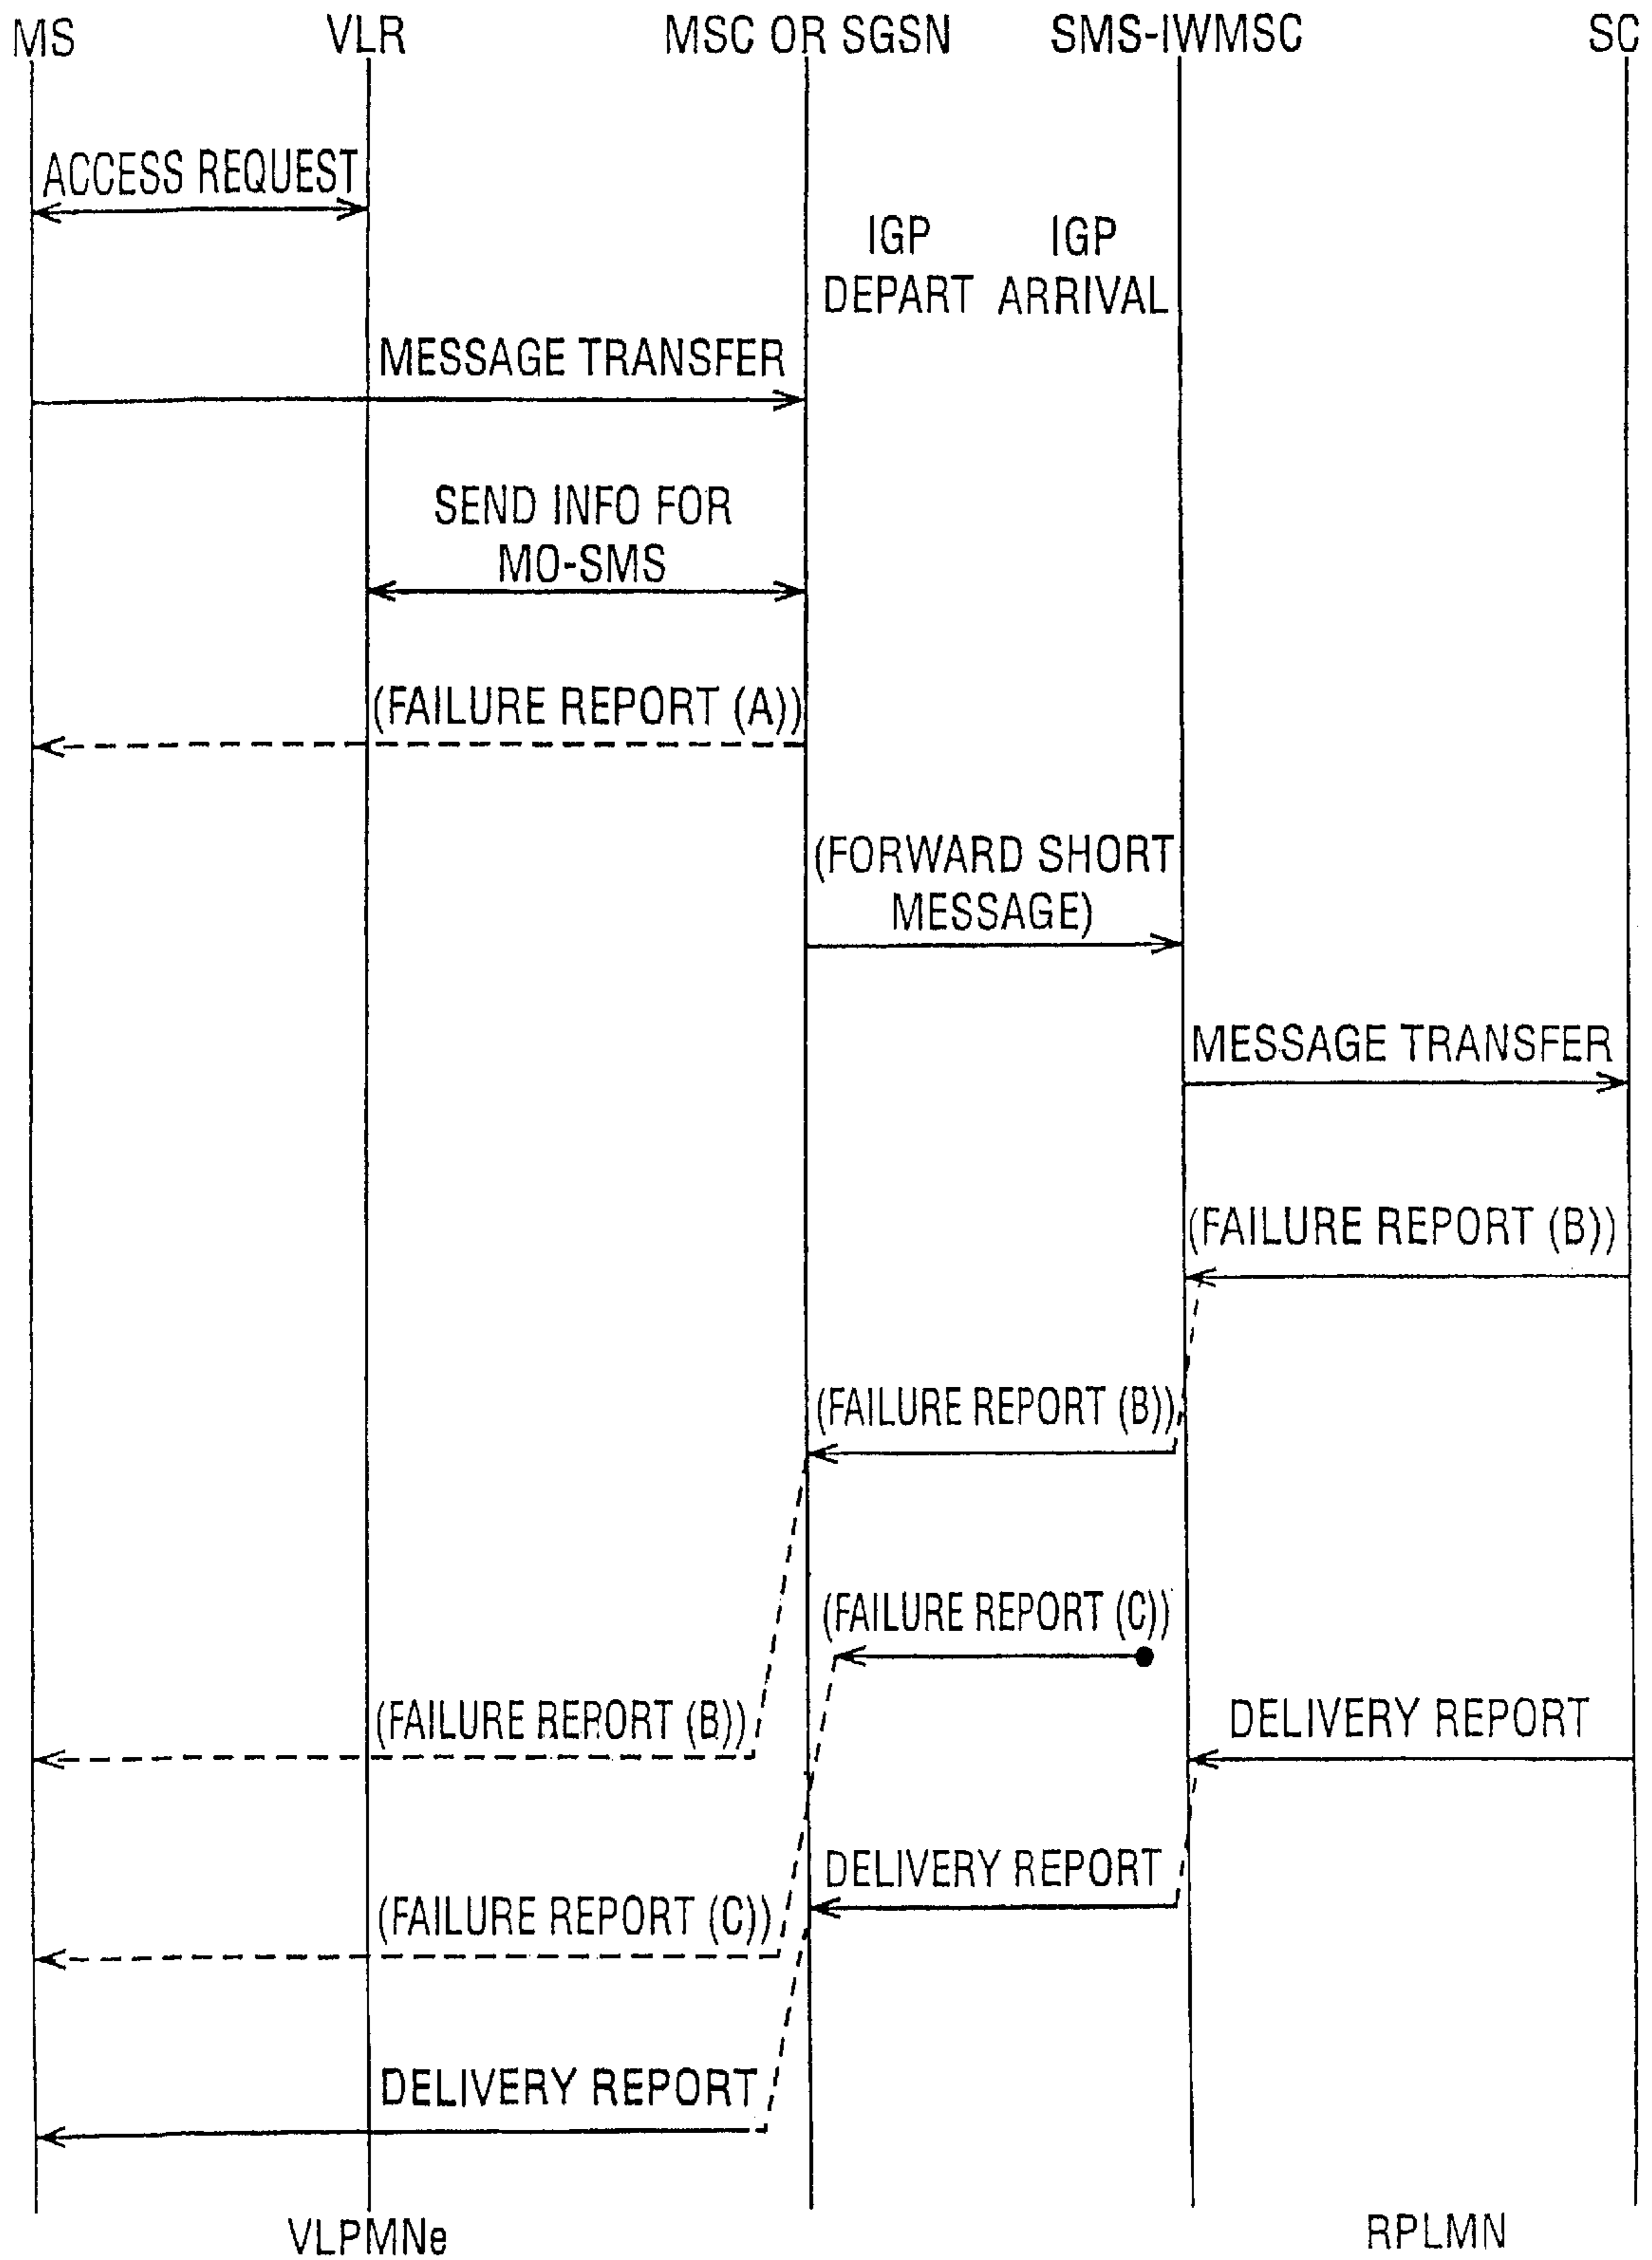 MS
VLR
MSC OR SGSN
SMS-IWMSC
SC
ACCESS REQUEST
IGP
DEPART
IGP
ARRIVAL
MESSAGE TRANSFER
SEND INFO FOR
MO-SMS
(FAILURE REPORT (A))
(FORWARD SHORT
MESSAGE)
MESSAGE TRANSFER
(FAILURE REPORT (B))
(FAILURE REPORT (B))
(FAILURE REPORT (C))
(FAILURE REPORT (B))
DELIVERY REPORT
DELIVERY REPORT
(FAILURE REPORT (C))
DELIVERY REPORT
VLPMNe
RPLMN